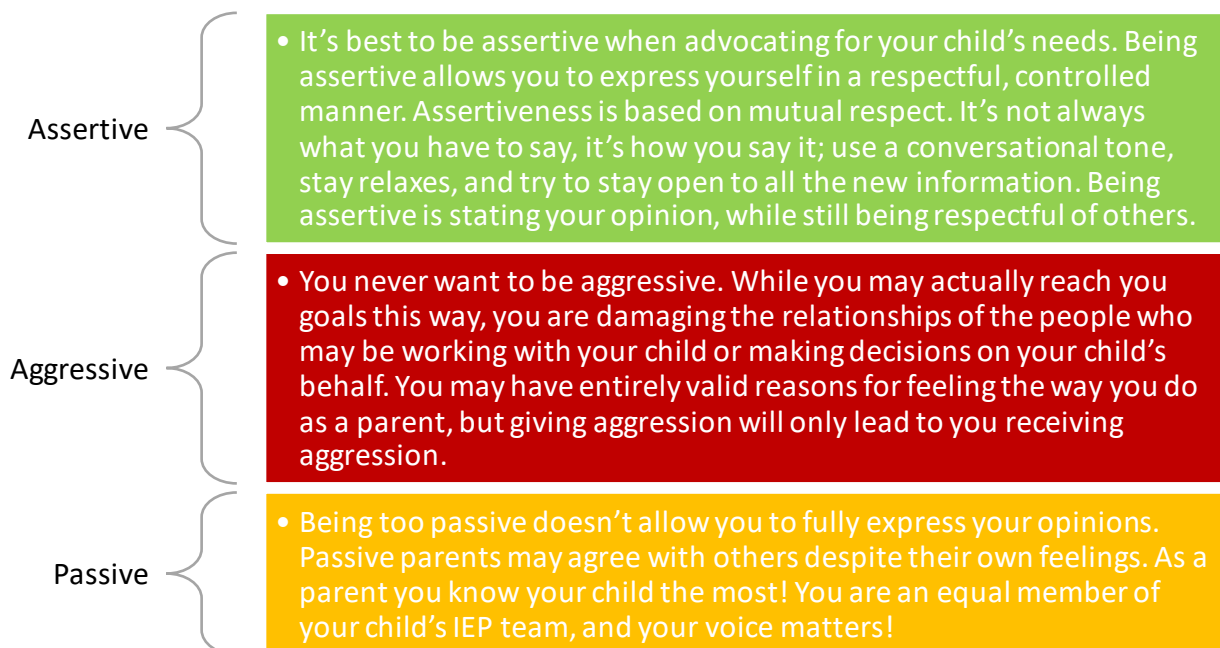 Assertive
• It’s best to be assertive when advocating for your child’s needs. Being
assertive allows you to express yourself in a respectful, controlled
manner. Assertiveness is based on mutual respect. It’s not always
what you have to say, it’s how you say it; use a conversational tone,
stay relaxes, and try to stay open to all the new information. Being
assertive is stating your opinion, while still being respectful of others.
Aggressive
• You never want to be aggressive. While you may actually reach you
goals this way, you are damaging the relationships of the people who
may be working with your child or making decisions on your child’s
behalf. You may have entirely valid reasons for feeling the way you do
as a parent, but giving aggression will only lead to you receiving
aggression.
Passive
• Being too passive doesn’t allow you to fully express your opinions.
Passive parents may agree with others despite their own feelings. As a
parent you know your child the most! You are an equal member of
your child’s IEP team, and your voice matters!